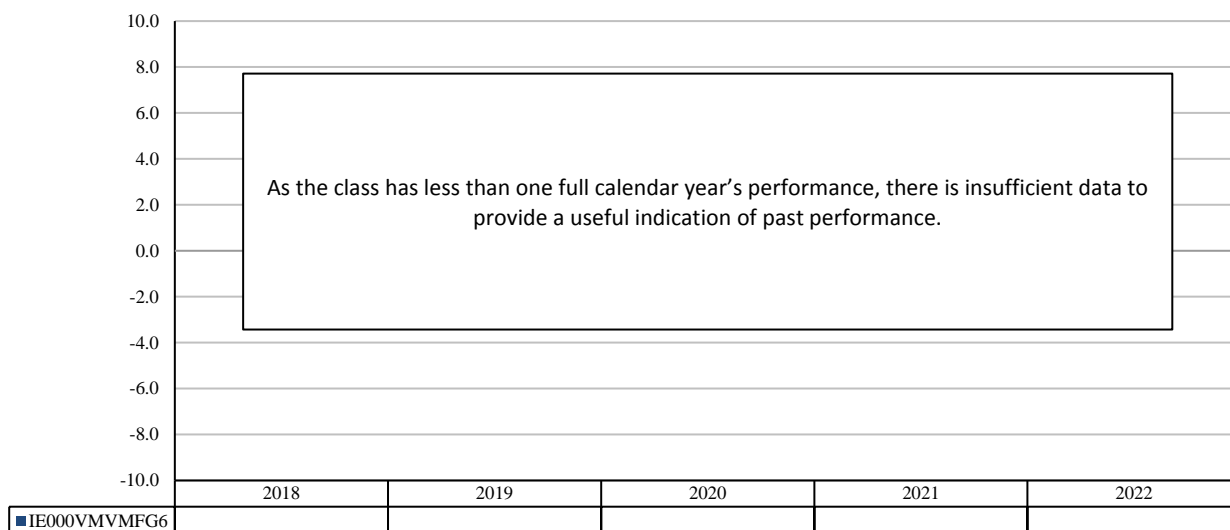 10.0
8.0
6.0
4.0
2.0
0.0
-2.0
-4.0
-6.0
-8.0
-10.0
As the class has less than one full calendar year’s performance, there is insufficient data to
provide a useful indication of past performance.
2018 2019 2020 2021 2022
IE000VMVMFG6